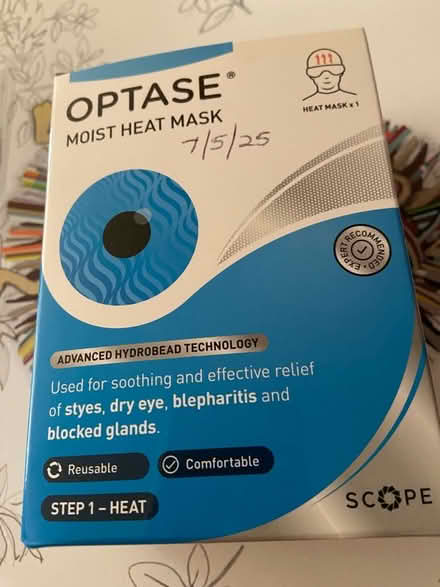 OPTASE®
MOIST HEAT MASK
HEAT MASK x 1
7/5/25
EXPERT RECOMMENDED
ADVANCED HYDROBEAD TECHNOLOGY
Used for soothing and effective relief
of styes, dry eye, blepharitis and
blocked glands.
Reusable
Comfortable
STEP 1 – HEAT
SCOPE